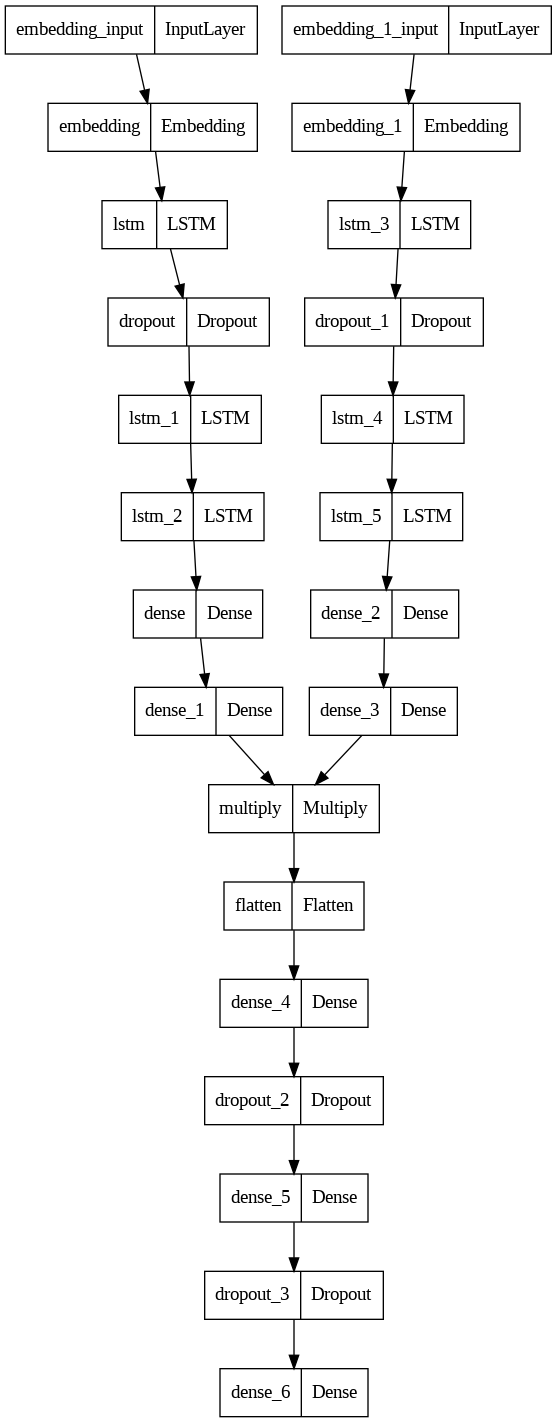 embedding_input InputLayer embedding_1_input InputLayer
embedding Embedding embedding_1 Embedding
lstm LSTM lstm_3 LSTM
dropout Dropout dropout_1 Dropout
lstm_1 LSTM lstm_4 LSTM
lstm_2 LSTM lstm_5 LSTM
dense Dense dense_2 Dense
dense_1 Dense dense_3 Dense
multiply Multiply
flatten Flatten
dense_4 Dense
dropout_2 Dropout
dense_5 Dense
dropout_3 Dropout
dense_6 Dense